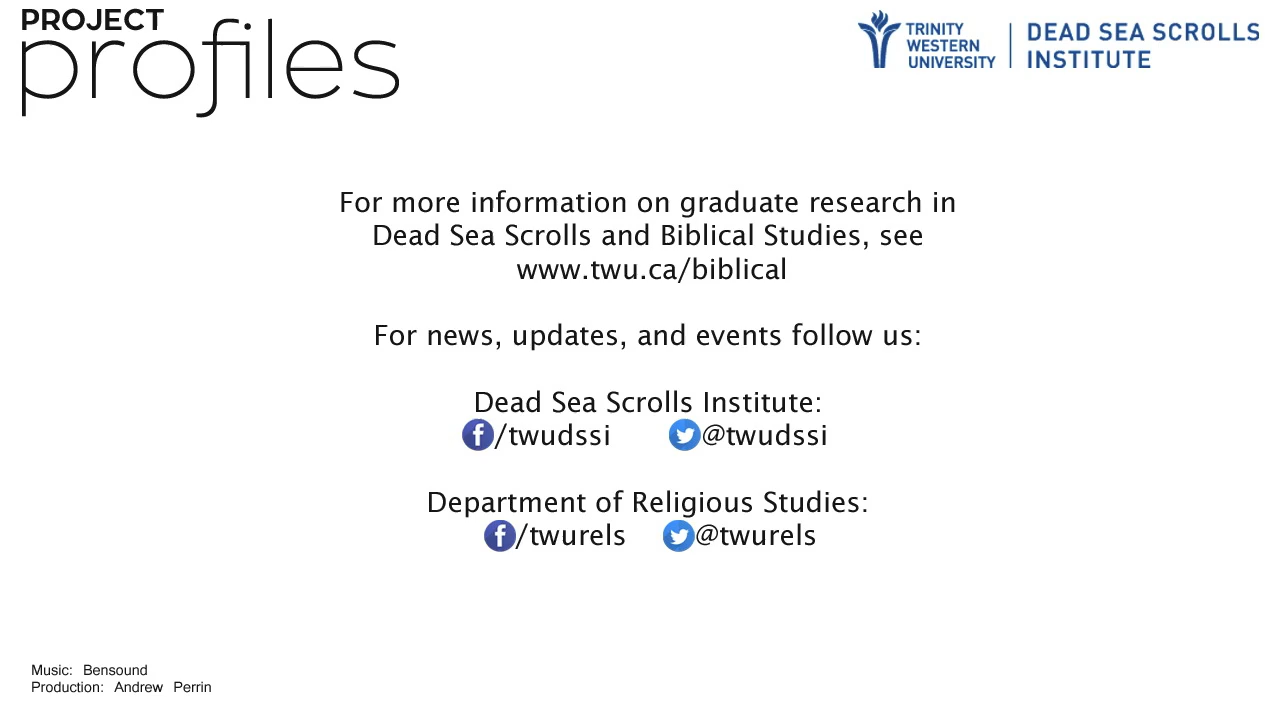 PROJECT
profiles
TRINITY
WESTERN
UNIVERSITY
DEAD SEA SCROLLS
INSTITUTE
For more information on graduate research in
Dead Sea Scrolls and Biblical Studies, see
www.twu.ca/biblical
For news, updates, and events follow us:
Dead Sea Scrolls Institute:
/twudssi @twudssi
Department of Religious Studies:
/twurels @twurels
Music: Bensound
Production: Andrew Perrin